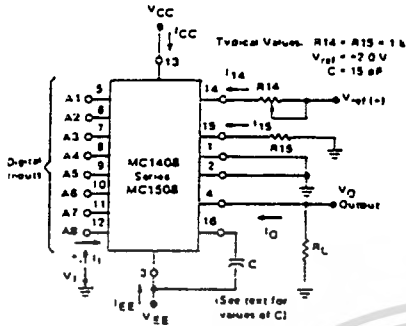 VCC
ICC
Typical Values: R14 = R15 = 1 k
Vref = +2.0 V
C = 15 pF
13
I14
14
R14
Vref(+)
A1 5
A2 6
A3 7
A4 8
A5 9
A6 10
A7 11
A8 12
Digital
Inputs
MC1408
Series
MC1508
15
I15
R15
1
2
4
VO
Output
IO
16
RL
C
II
VI
3
IEE
VEE
(See text for
values of C)